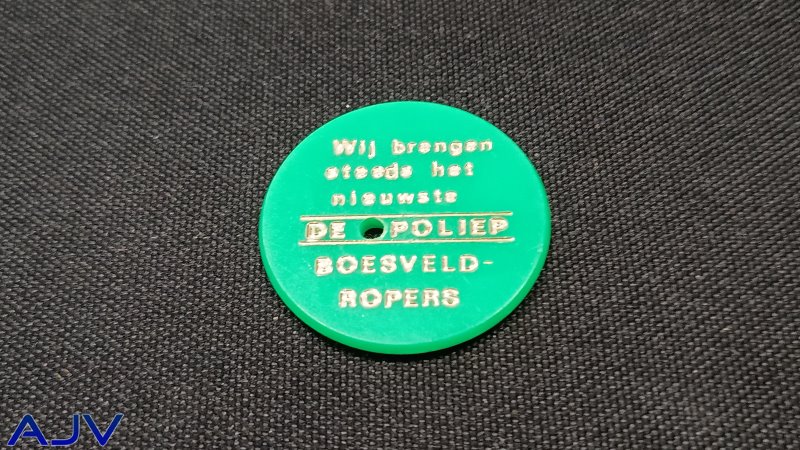 Wij brengen
steeds het
nieuwste
DE POLIEP
BOESVELD-
ROPERS
AJV